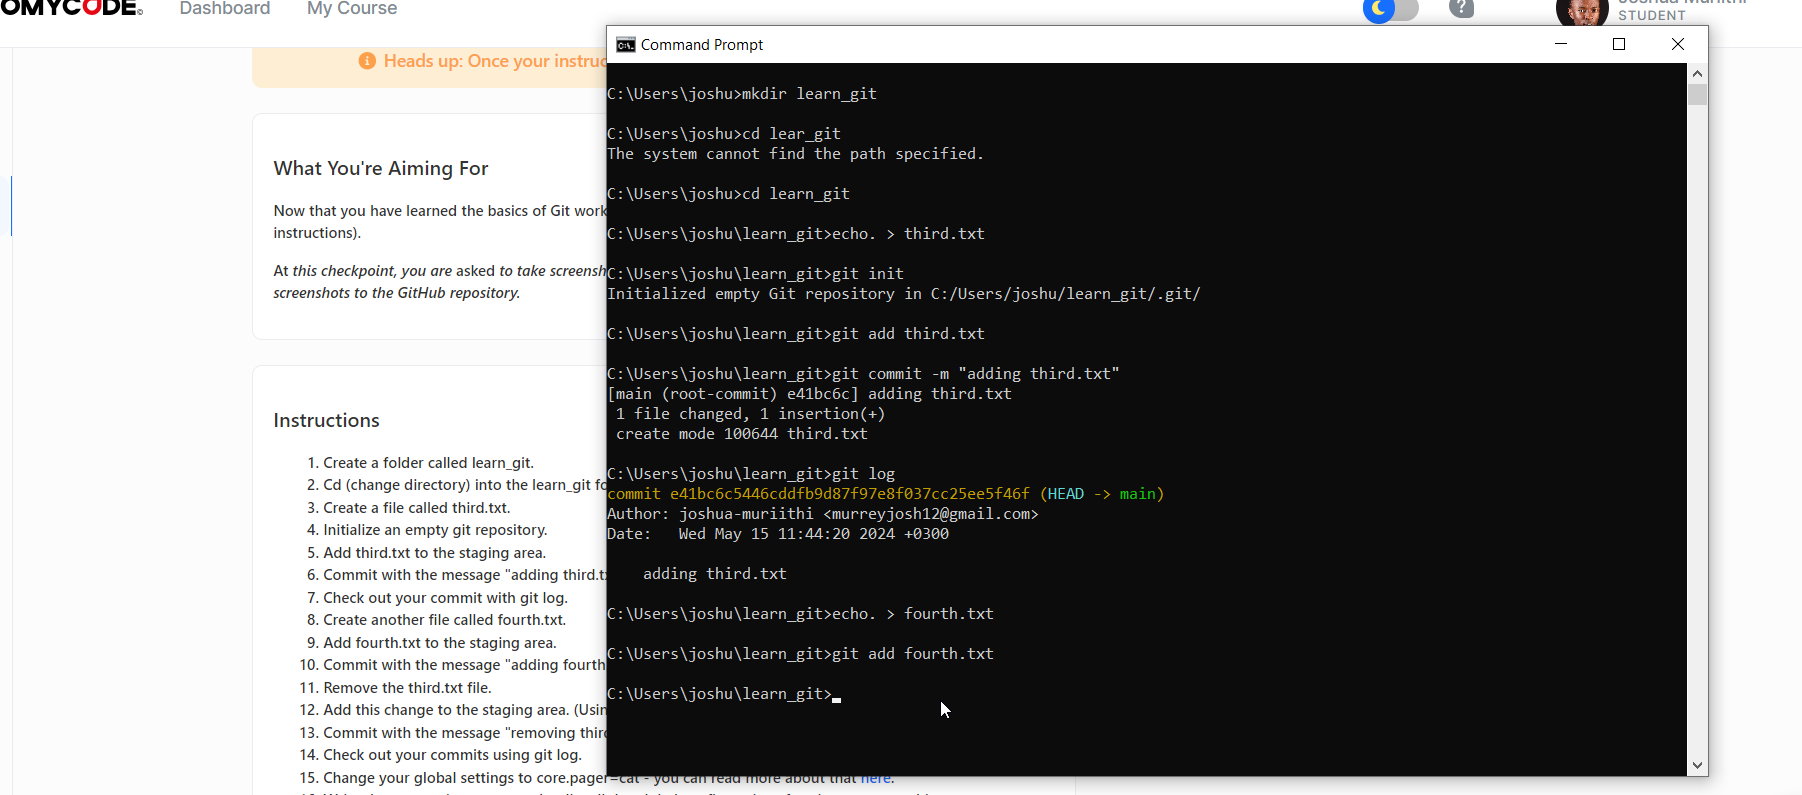 OMYCODE
Dashboard
My Course
STUDENT
Heads up: Once your instruc
What You're Aiming For
Now that you have learned the basics of Git work
instructions).
At this checkpoint, you are asked to take screensh
screenshots to the GitHub repository.
Instructions
1. Create a folder called learn_git.
2. Cd (change directory) into the learn_git fo
3. Create a file called third.txt.
4. Initialize an empty git repository.
5. Add third.txt to the staging area.
6. Commit with the message "adding third.tx
7. Check out your commit with git log.
8. Create another file called fourth.txt.
9. Add fourth.txt to the staging area.
10. Commit with the message "adding fourth
11. Remove the third.txt file.
12. Add this change to the staging area. (Usin
13. Commit with the message "removing thir
14. Check out your commits using git log.
15. Change your global settings to core.pager=cat - you can read more about that here.
Command Prompt
C:\Users\joshu>mkdir learn_git
C:\Users\joshu>cd lear_git
The system cannot find the path specified.
C:\Users\joshu>cd learn_git
C:\Users\joshu\learn_git>echo. > third.txt
C:\Users\joshu\learn_git>git init
Initialized empty Git repository in C:/Users/joshu/learn_git/.git/
C:\Users\joshu\learn_git>git add third.txt
C:\Users\joshu\learn_git>git commit -m "adding third.txt"
[main (root-commit) e41bc6c] adding third.txt
1 file changed, 1 insertion(+)
create mode 100644 third.txt
C:\Users\joshu\learn_git>git log
commit e41bc6c5446cddfb9d87f97e8f037cc25ee5f46f (HEAD -> main)
Author: joshua-muriithi <murreyjosh12@gmail.com>
Date:   Wed May 15 11:44:20 2024 +0300
adding third.txt
C:\Users\joshu\learn_git>echo. > fourth.txt
C:\Users\joshu\learn_git>git add fourth.txt
C:\Users\joshu\learn_git>